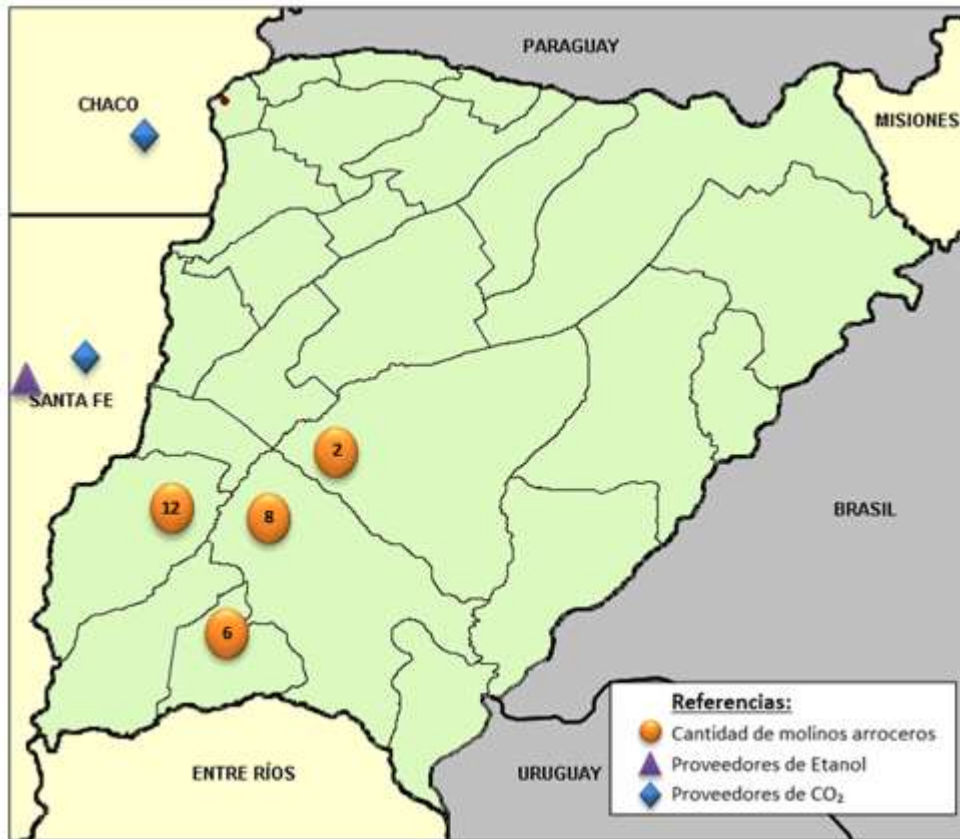 PARAGUAY
CHACO
MISIONES
SANTA FE
2
12
8
BRASIL
6
Referencias:
Cantidad de molinos arroceros
Proveedores de Etanol
Proveedores de CO₂
ENTRE RÍOS
URUGUAY